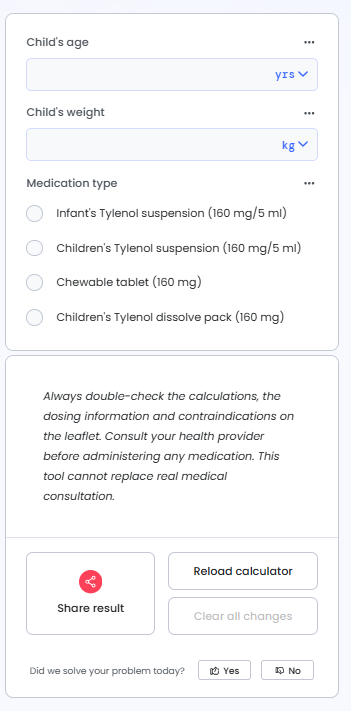 Child's age
yrs
Child's weight
kg
Medication type
Infant's Tylenol suspension (160 mg/5 ml)
Children's Tylenol suspension (160 mg/5 ml)
Chewable tablet (160 mg)
Children's Tylenol dissolve pack (160 mg)
Always double-check the calculations, the
dosing information and contraindications on
the leaflet. Consult your health provider
before administering any medication. This
tool cannot replace real medical
consultation.
Share result
Reload calculator
Clear all changes
Did we solve your problem today? Yes No